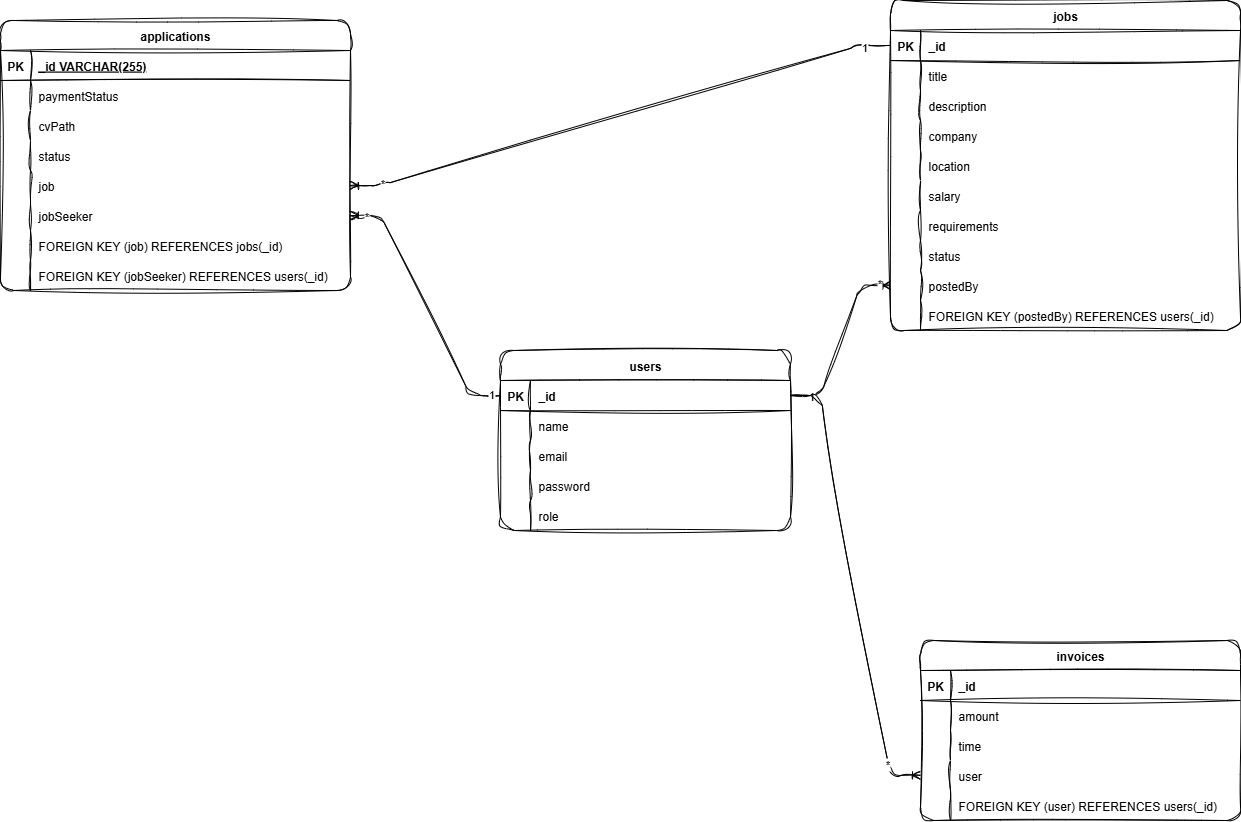 applications
PK _id VARCHAR(255)
paymentStatus
cvPath
status
job
jobSeeker
FOREIGN KEY (job) REFERENCES jobs(_id)
FOREIGN KEY (jobSeeker) REFERENCES users(_id)
jobs
PK _id
title
description
company
location
salary
requirements
status
postedBy
FOREIGN KEY (postedBy) REFERENCES users(_id)
1
*
*
1
*
1
*
users
PK _id
name
email
password
role
invoices
PK _id
amount
time
user
FOREIGN KEY (user) REFERENCES users(_id)